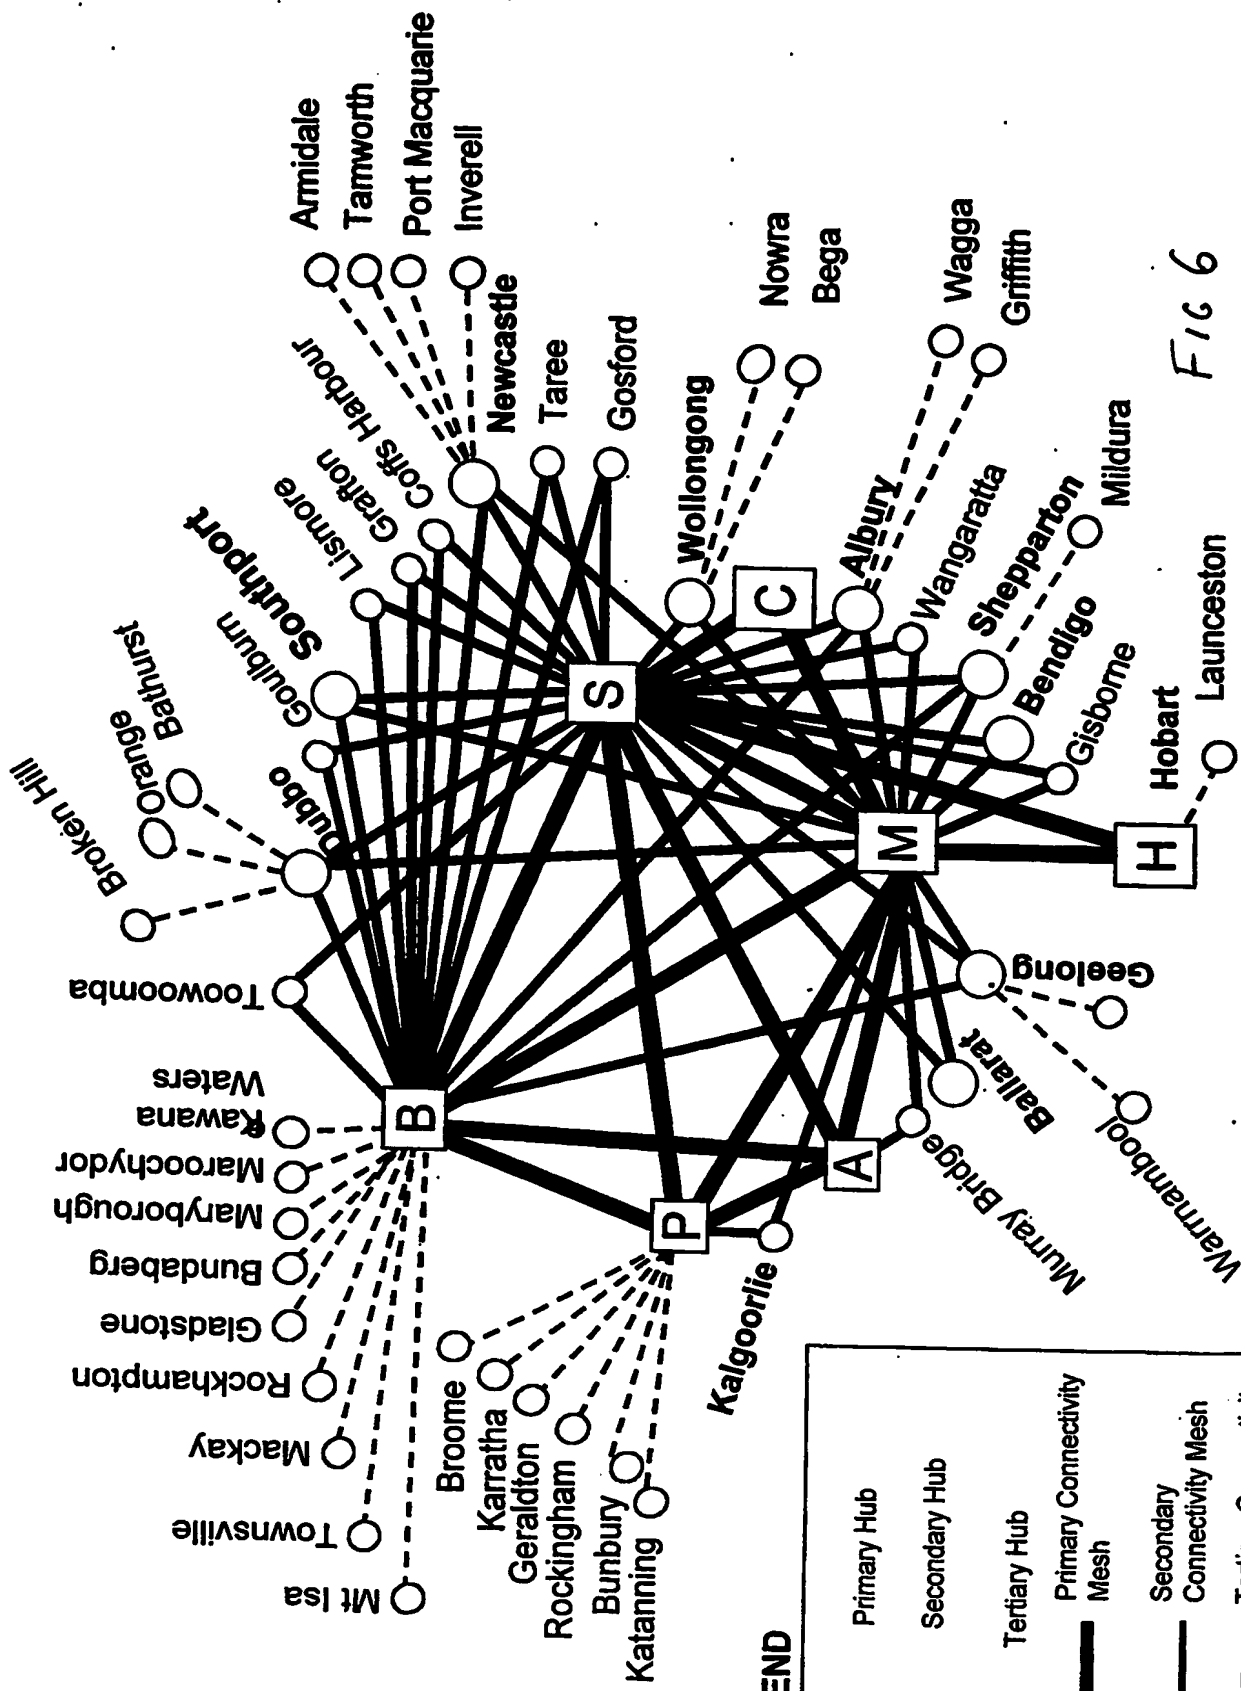 Armidale
Tamworth
Port Macquarie
Inverell
Newcastle
Coffs Harbour
Grafton
Lismore
Southport
Goulburn
Bathurst
Orange
Dubbo
Broken Hill
Toowoomba
Kawana
Waters
Maroochydor
Maryborough
Bundaberg
Gladstone
Rockhampton
Mackay
Townsville
Mt Isa
Taree
Gosford
Nowra
Bega
Wollongong
Wagga
Griffith
Albury
Wangaratta
Shepparton
Mildura
Bendigo
Gisborne
Hobart
Launceston
Geelong
Warrnambool
Ballarat
Murray Bridge
Kalgoorlie
Broome
Karratha
Geraldton
Rockingham
Bunbury
Katanning
B
S
C
M
H
A
P
END
Primary Hub
Secondary Hub
Tertiary Hub
Primary Connectivity
Mesh
Secondary
Connectivity Mesh
FIG 6